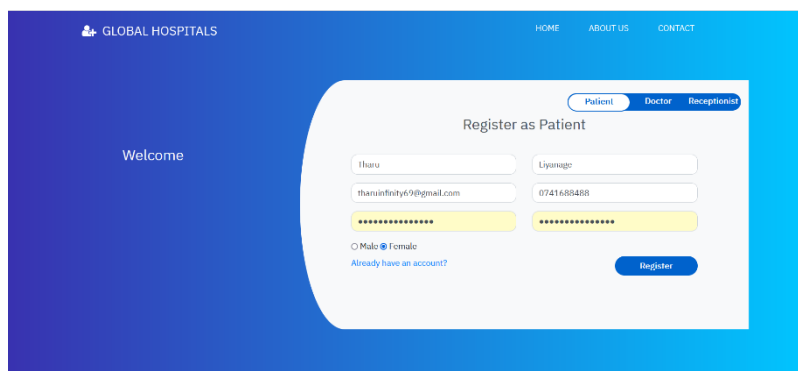 GLOBAL HOSPITALS
HOME ABOUT US CONTACT
Patient Doctor Receptionist
Register as Patient
Welcome
Tharu Liyanage
tharuinfinity69@gmail.com 0741688488
Male Female
Already have an account?
Register